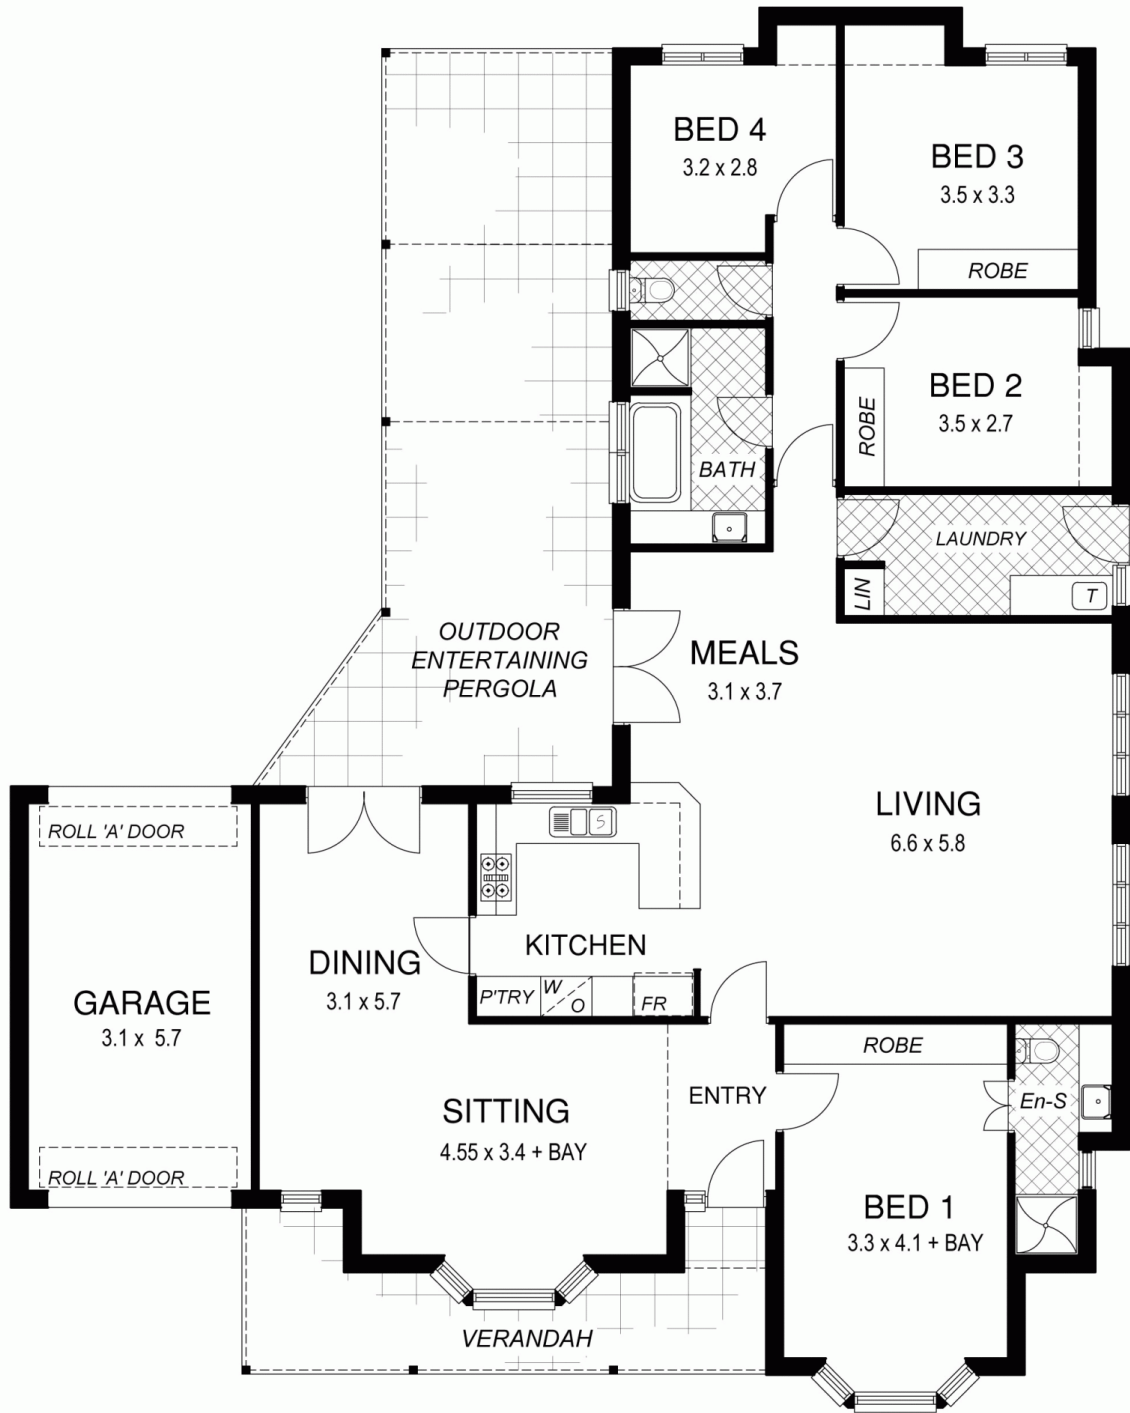 BED 4
3.2 x 2.8
BED 3
3.5 x 3.3
ROBE
BED 2
3.5 x 2.7
ROBE
BATH
LAUNDRY
LIN
T
OUTDOOR
ENTERTAINING
PERGOLA
MEALS
3.1 x 3.7
LIVING
6.6 x 5.8
ROLL 'A' DOOR
S
KITCHEN
DINING
3.1 x 5.7
GARAGE
3.1 x 5.7
P'TRY
W
O
FR
ROBE
ENTRY
En-S
SITTING
4.55 x 3.4 + BAY
ROLL 'A' DOOR
BED 1
3.3 x 4.1 + BAY
VERANDAH